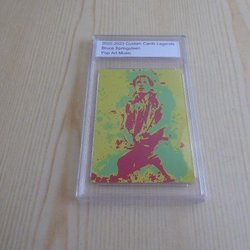 2022-2023 Custom Cards Legends
Bruce Springsteen
Pop Art Music